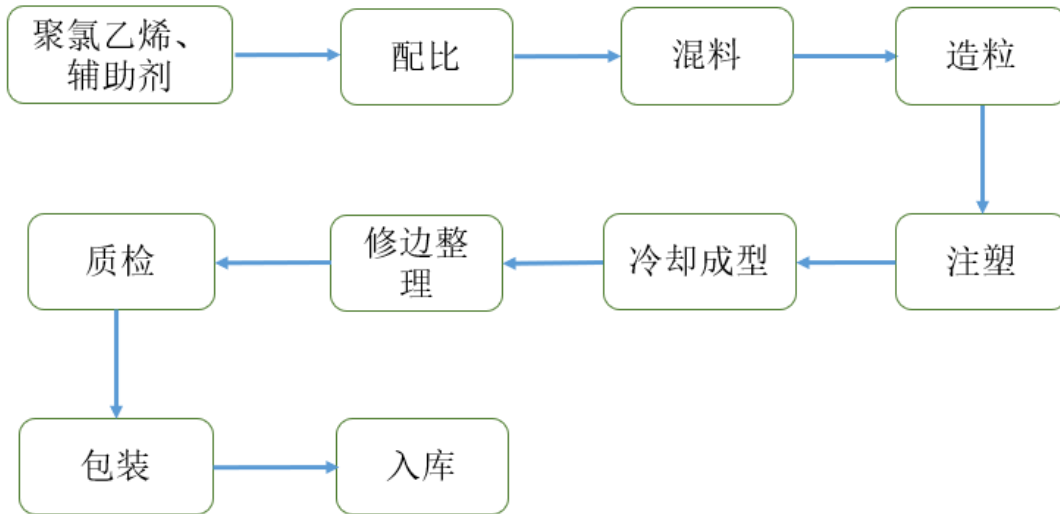 聚氯乙烯、
辅助剂
配比
混料
造粒
注塑
冷却成型
修边整
理
质检
包装
入库